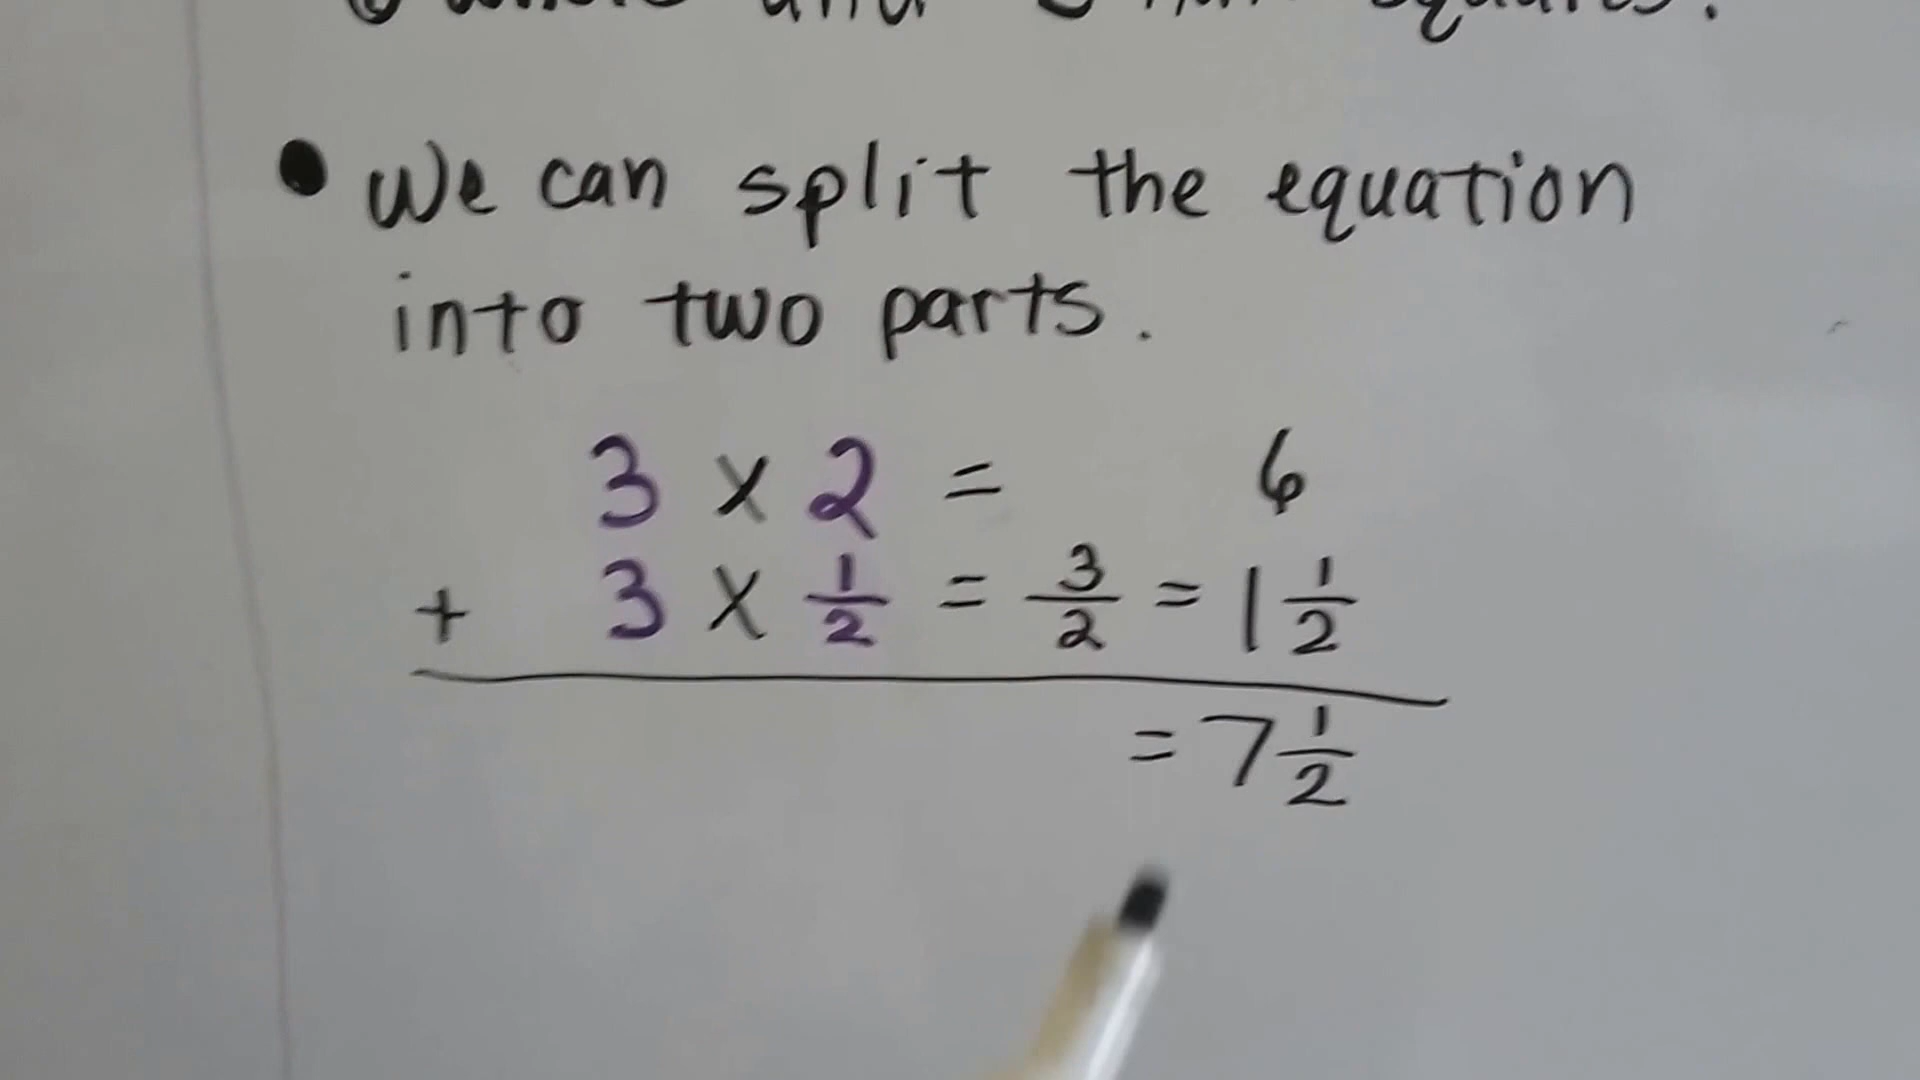 and
• We can split the equation
into two parts.
3 x 2 = 6
+ 3 x 1/2 = 3/2 = 1 1/2
= 7 1/2